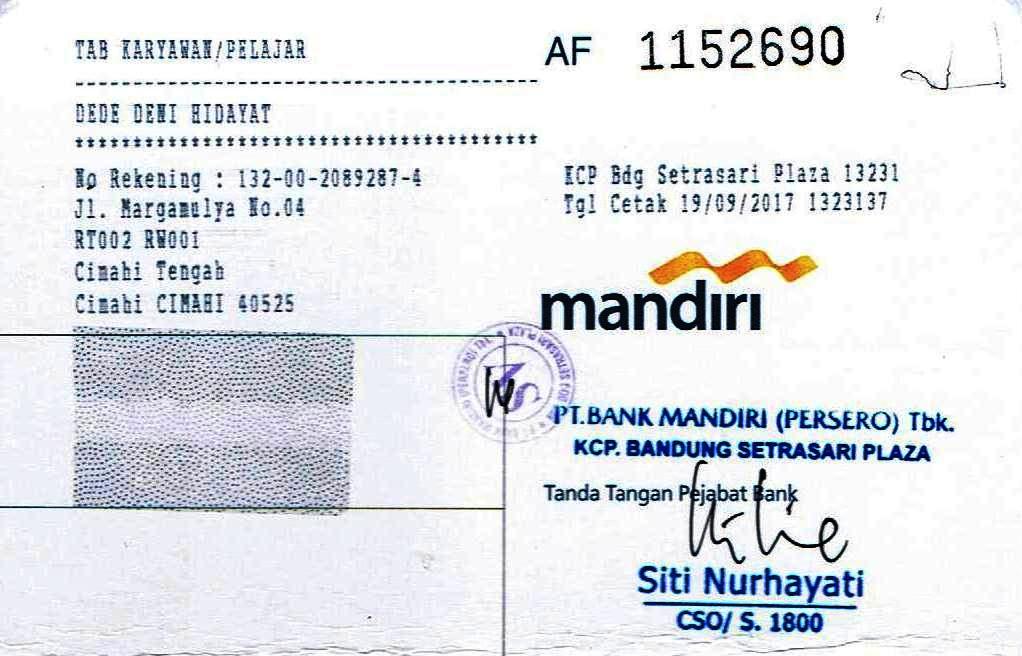 TAB KARYAWAN/PELAJAR
AF 1152690
DEDE DEWI HIDAYAT
No Rekening : 132-00-2089287-4
Jl. Margamulya No.04
RT002 RW001
Cimahi Tengah
Cimahi CIMAHI 40525
KCP Bdg Setrasari Plaza 13231
Tgl Cetak 19/09/2017 1323137
mandiri
PT.BANK MANDIRI (PERSERO) Tbk.
KCP. BANDUNG SETRASARI PLAZA
Tanda Tangan Pejabat Bank
Siti Nurhayati
CSO/ S. 1800